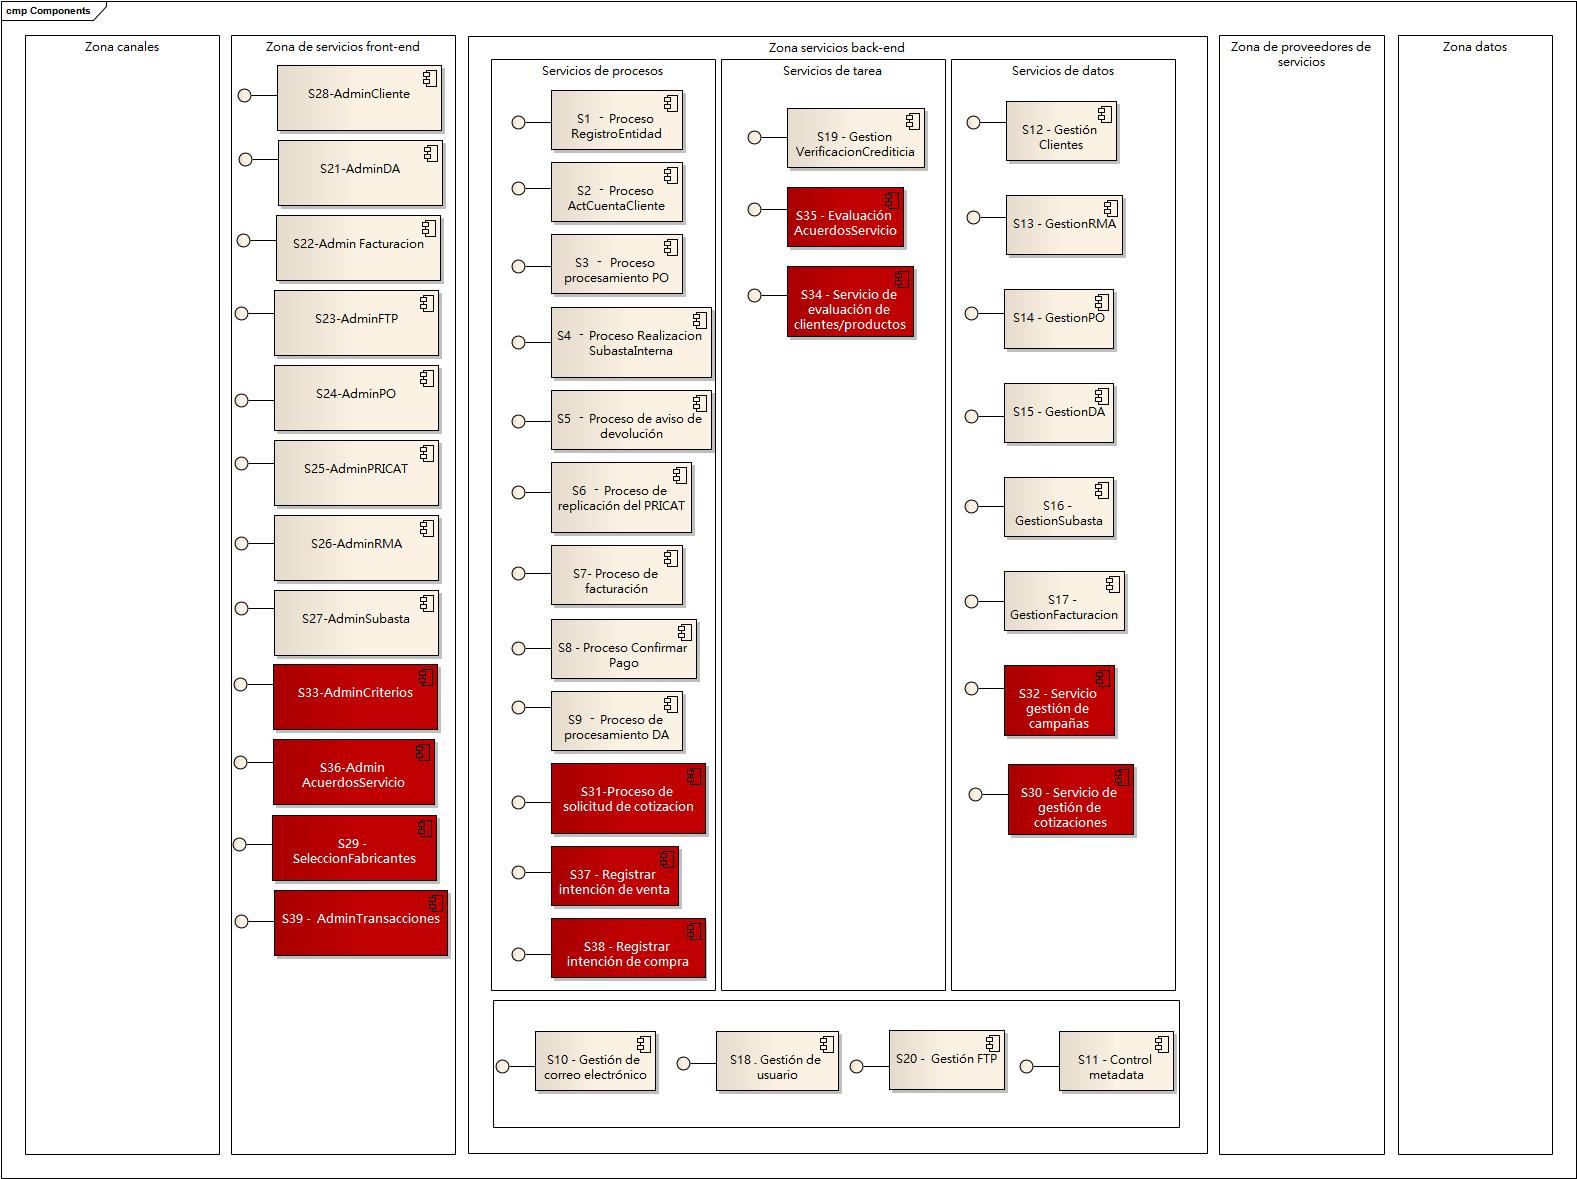 cmp Components
Zona canales
Zona de servicios front-end
S28-AdminCliente
S21-AdminDA
S22-Admin Facturacion
S23-AdminFTP
S24-AdminPO
S25-AdminPRICAT
S26-AdminRMA
S27-AdminSubasta
S33-AdminCriterios
S36-Admin
AcuerdosServicio
S29 -
SeleccionFabricantes
S39 -  AdminTransacciones
Zona servicios back-end
Servicios de procesos
S1  -  Proceso
RegistroEntidad
S2  -  Proceso
ActCuentaCliente
S3  -  Proceso
procesamiento PO
S4  -  Proceso Realizacion
SubastaInterna
S5  -  Proceso de aviso de
devolución
S6  -  Proceso de
replicación del PRICAT
S7- Proceso de
facturación
S8 - Proceso Confirmar
Pago
S9  -  Proceso de
procesamiento DA
S31-Proceso de
solicitud de cotizacion
S37 - Registrar
intención de venta
S38 - Registrar
intención de compra
Servicios de tarea
S19 - Gestion
VerificacionCrediticia
S35 - Evaluación
AcuerdosServicio
S34 - Servicio de
evaluación de
clientes/productos
Servicios de datos
S12 - Gestión
Clientes
S13 - GestionRMA
S14 - GestionPO
S15 - GestionDA
S16 -
GestionSubasta
S17 -
GestionFacturacion
S32 - Servicio
gestión de
campañas
S30 - Servicio de
gestión de
cotizaciones
S10 - Gestión de
correo electrónico
S18 . Gestión de
usuario
S20 -  Gestión FTP
S11 - Control
metadata
Zona de proveedores de
servicios
Zona datos